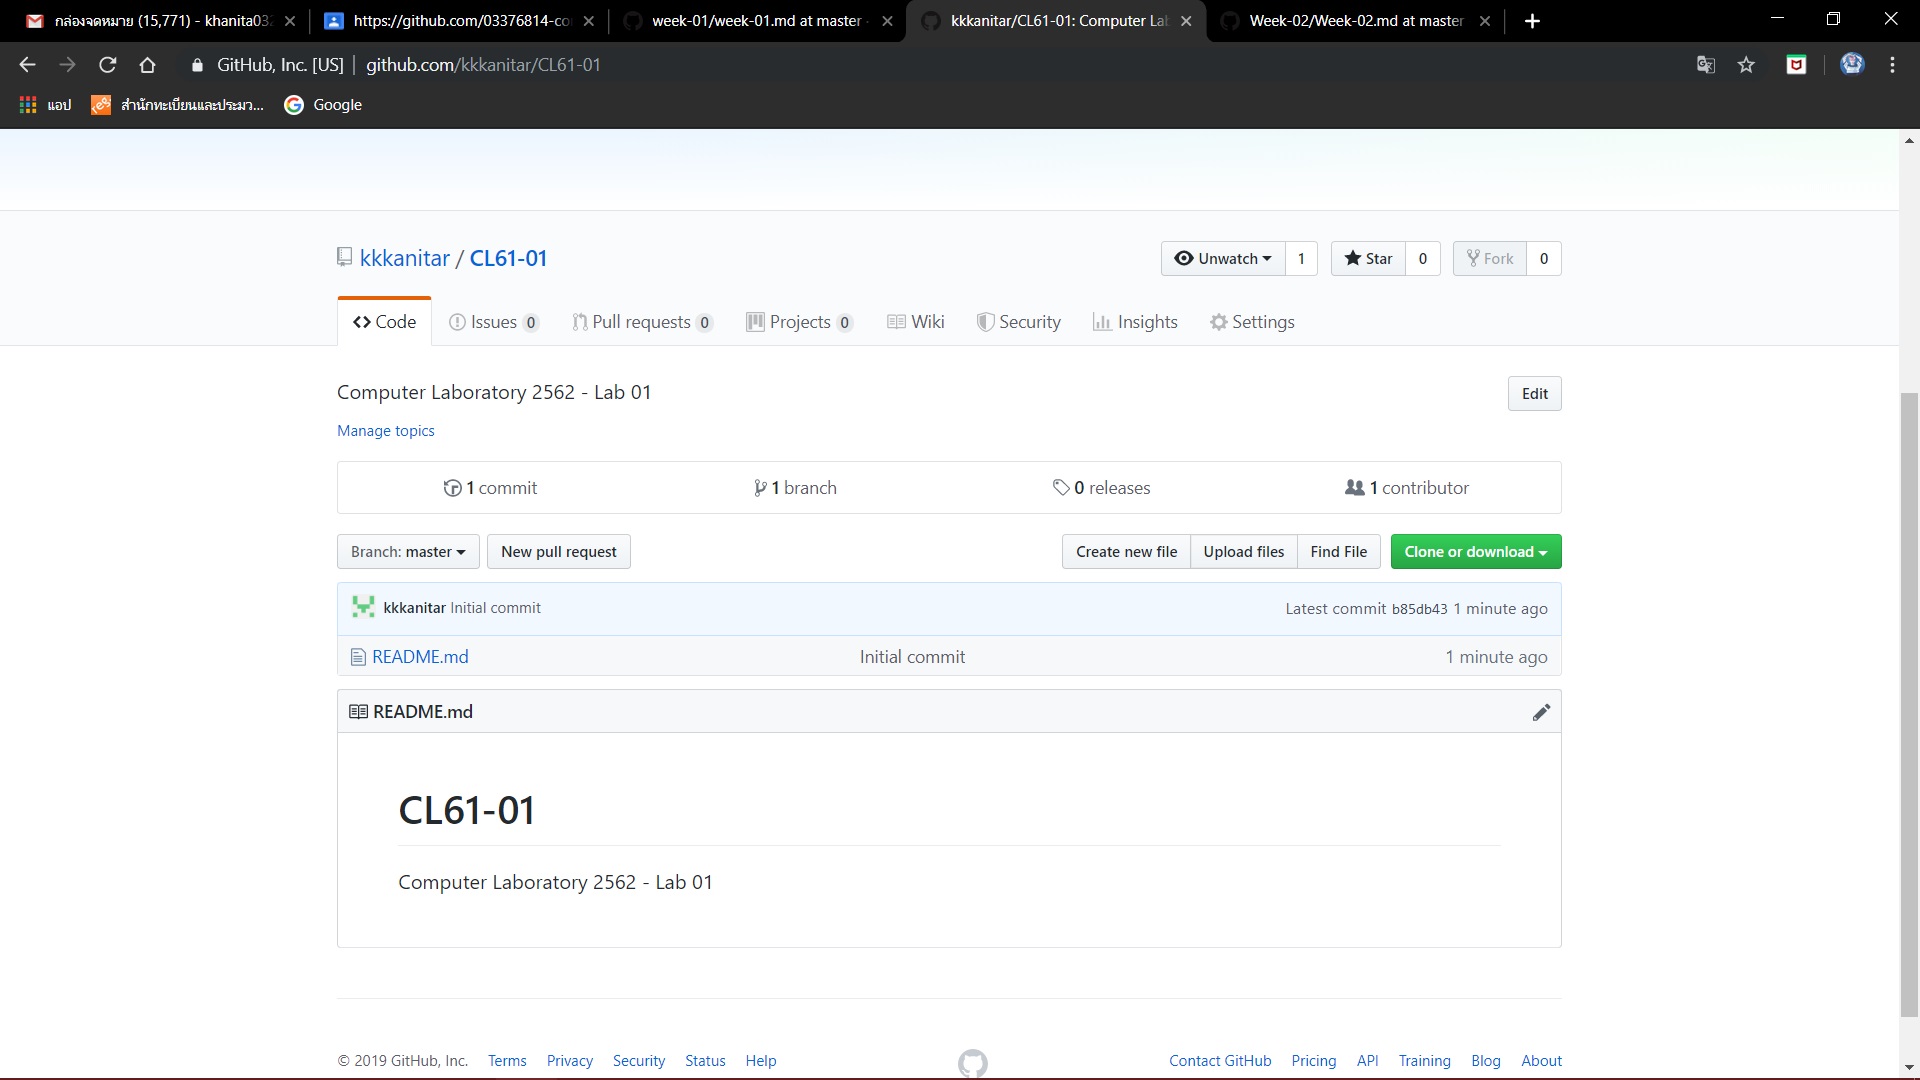 กล่องจดหมาย (15,771) - khanita03
https://github.com/03376814-co
week-01/week-01.md at master
kkkanitar/CL61-01: Computer La
Week-02/Week-02.md at master
GitHub, Inc. [US] | github.com/kkkanitar/CL61-01
แอป
สำนักทะเบียนและประมว...
Google
kkkanitar / CL61-01
Unwatch 1
Star 0
Fork 0
Code
Issues 0
Pull requests 0
Projects 0
Wiki
Security
Insights
Settings
Computer Laboratory 2562 - Lab 01
Edit
Manage topics
1 commit
1 branch
0 releases
1 contributor
Branch: master
New pull request
Create new file
Upload files
Find File
Clone or download
kkkanitar Initial commit
Latest commit b85db43 1 minute ago
README.md
Initial commit
1 minute ago
README.md
CL61-01
Computer Laboratory 2562 - Lab 01
© 2019 GitHub, Inc.
Terms
Privacy
Security
Status
Help
Contact GitHub
Pricing
API
Training
Blog
About